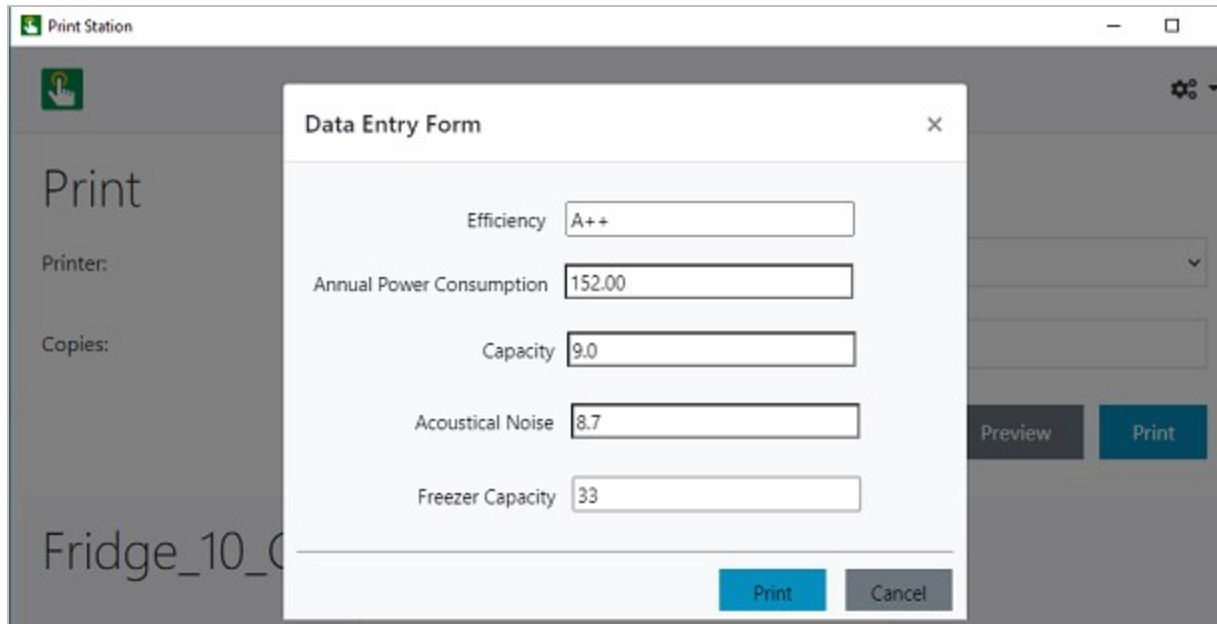 Print Station
Data Entry Form
Print
Efficiency A++
Printer:
Annual Power Consumption 152.00
Copies:
Capacity 9.0
Acoustical Noise 8.7
Preview Print
Freezer Capacity 33
Fridge_10_
Print Cancel